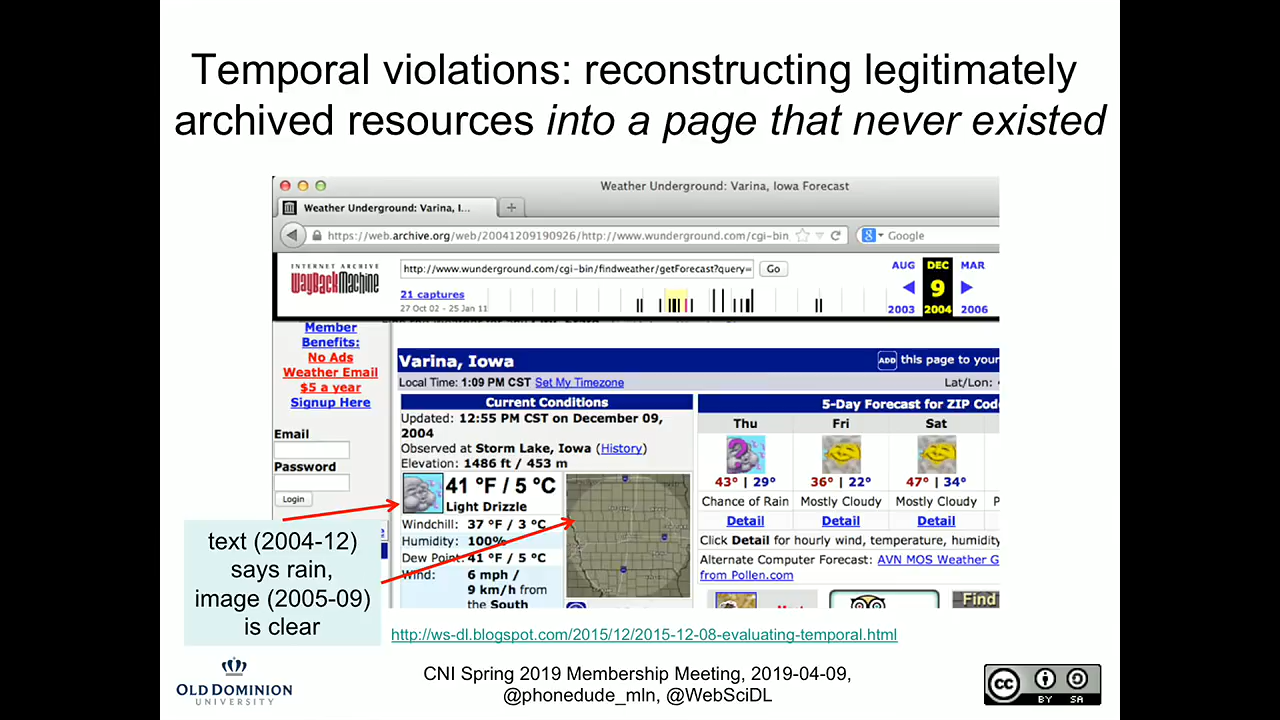 Temporal violations: reconstructing legitimately
archived resources into a page that never existed
Weather Underground: Varina, Iowa Forecast
Weather Underground: Varina, I...
https://web.archive.org/web/20041209190926/http://www.wunderground.com/cgi-bin
Google
INTERNET ARCHIVE
WayBackMachine
http://www.wunderground.com/cgi-bin/findweather/getForecast?query=
Go
21 captures
27 Oct 02 - 25 Jan 11
AUG DEC MAR
9
2003 2004 2006
Member
Benefits:
No Ads
Weather Email
$5 a year
Signup Here
Email
Password
Login
Varina, Iowa
ADD this page to your
Local Time: 1:09 PM CST Set My Timezone
Lat/Lon:
Current Conditions
Updated: 12:55 PM CST on December 09,
2004
Observed at Storm Lake, Iowa (History)
Elevation: 1486 ft / 453 m
41 °F / 5 °C
Light Drizzle
Windchill: 37 °F / 3 °C
Humidity: 100%
Dew Point: 41 °F / 5 °C
Wind: 6 mph /
9 km/h from
the South
5-Day Forecast for ZIP Cod
Thu Fri Sat
43° | 29° 36° | 22° 47° | 34°
Chance of Rain Mostly Cloudy Mostly Cloudy P
Detail Detail Detail
Click Detail for hourly wind, temperature, humidity
Alternate Computer Forecast: AVN MOS Weather G
from Pollen.com
Find
text (2004-12)
says rain,
image (2005-09)
is clear
http://ws-dl.blogspot.com/2015/12/2015-12-08-evaluating-temporal.html
OLD DOMINION
UNIVERSITY
CNI Spring 2019 Membership Meeting, 2019-04-09,
@phonedude_mln, @WebSciDL
CC BY SA